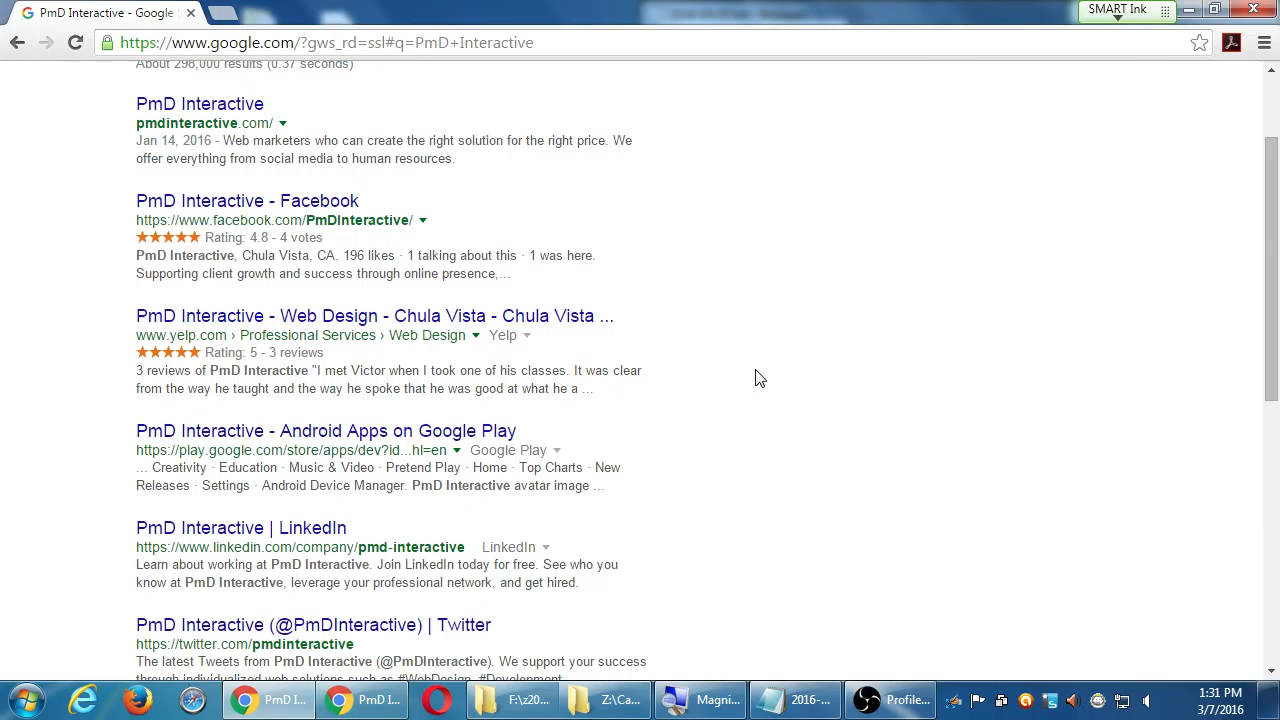 PmD Interactive - Google
SMART Ink
https://www.google.com/?gws_rd=ssl#q=PmD+Interactive
About 298,000 results (0.37 seconds)
PmD Interactive
pmdinteractive.com/
Jan 14, 2016 - Web marketers who can create the right solution for the right price. We
offer everything from social media to human resources.
PmD Interactive - Facebook
https://www.facebook.com/PmDInteractive/
Rating: 4.8 - 4 votes
PmD Interactive, Chula Vista, CA. 196 likes · 1 talking about this · 1 was here.
Supporting client growth and success through online presence,...
PmD Interactive - Web Design - Chula Vista - Chula Vista ...
www.yelp.com › Professional Services › Web Design Yelp
Rating: 5 - 3 reviews
3 reviews of PmD Interactive "I met Victor when I took one of his classes. It was clear
from the way he taught and the way he spoke that he was good at what he a ...
PmD Interactive - Android Apps on Google Play
https://play.google.com/store/apps/dev?id...hl=en Google Play
... Creativity · Education · Music & Video · Pretend Play · Home · Top Charts · New
Releases · Settings · Android Device Manager. PmD Interactive avatar image ...
PmD Interactive | LinkedIn
https://www.linkedin.com/company/pmd-interactive LinkedIn
Learn about working at PmD Interactive. Join LinkedIn today for free. See who you
know at PmD Interactive, leverage your professional network, and get hired.
PmD Interactive (@PmDInteractive) | Twitter
https://twitter.com/pmdinteractive
The latest Tweets from PmD Interactive (@PmDInteractive). We support your success
through individualized web solutions such as #WebDesign, #Development
PmD I... PmD I... F:\z20... Z:\Ca... Magni... 2016-... Profile...
1:31 PM
3/7/2016